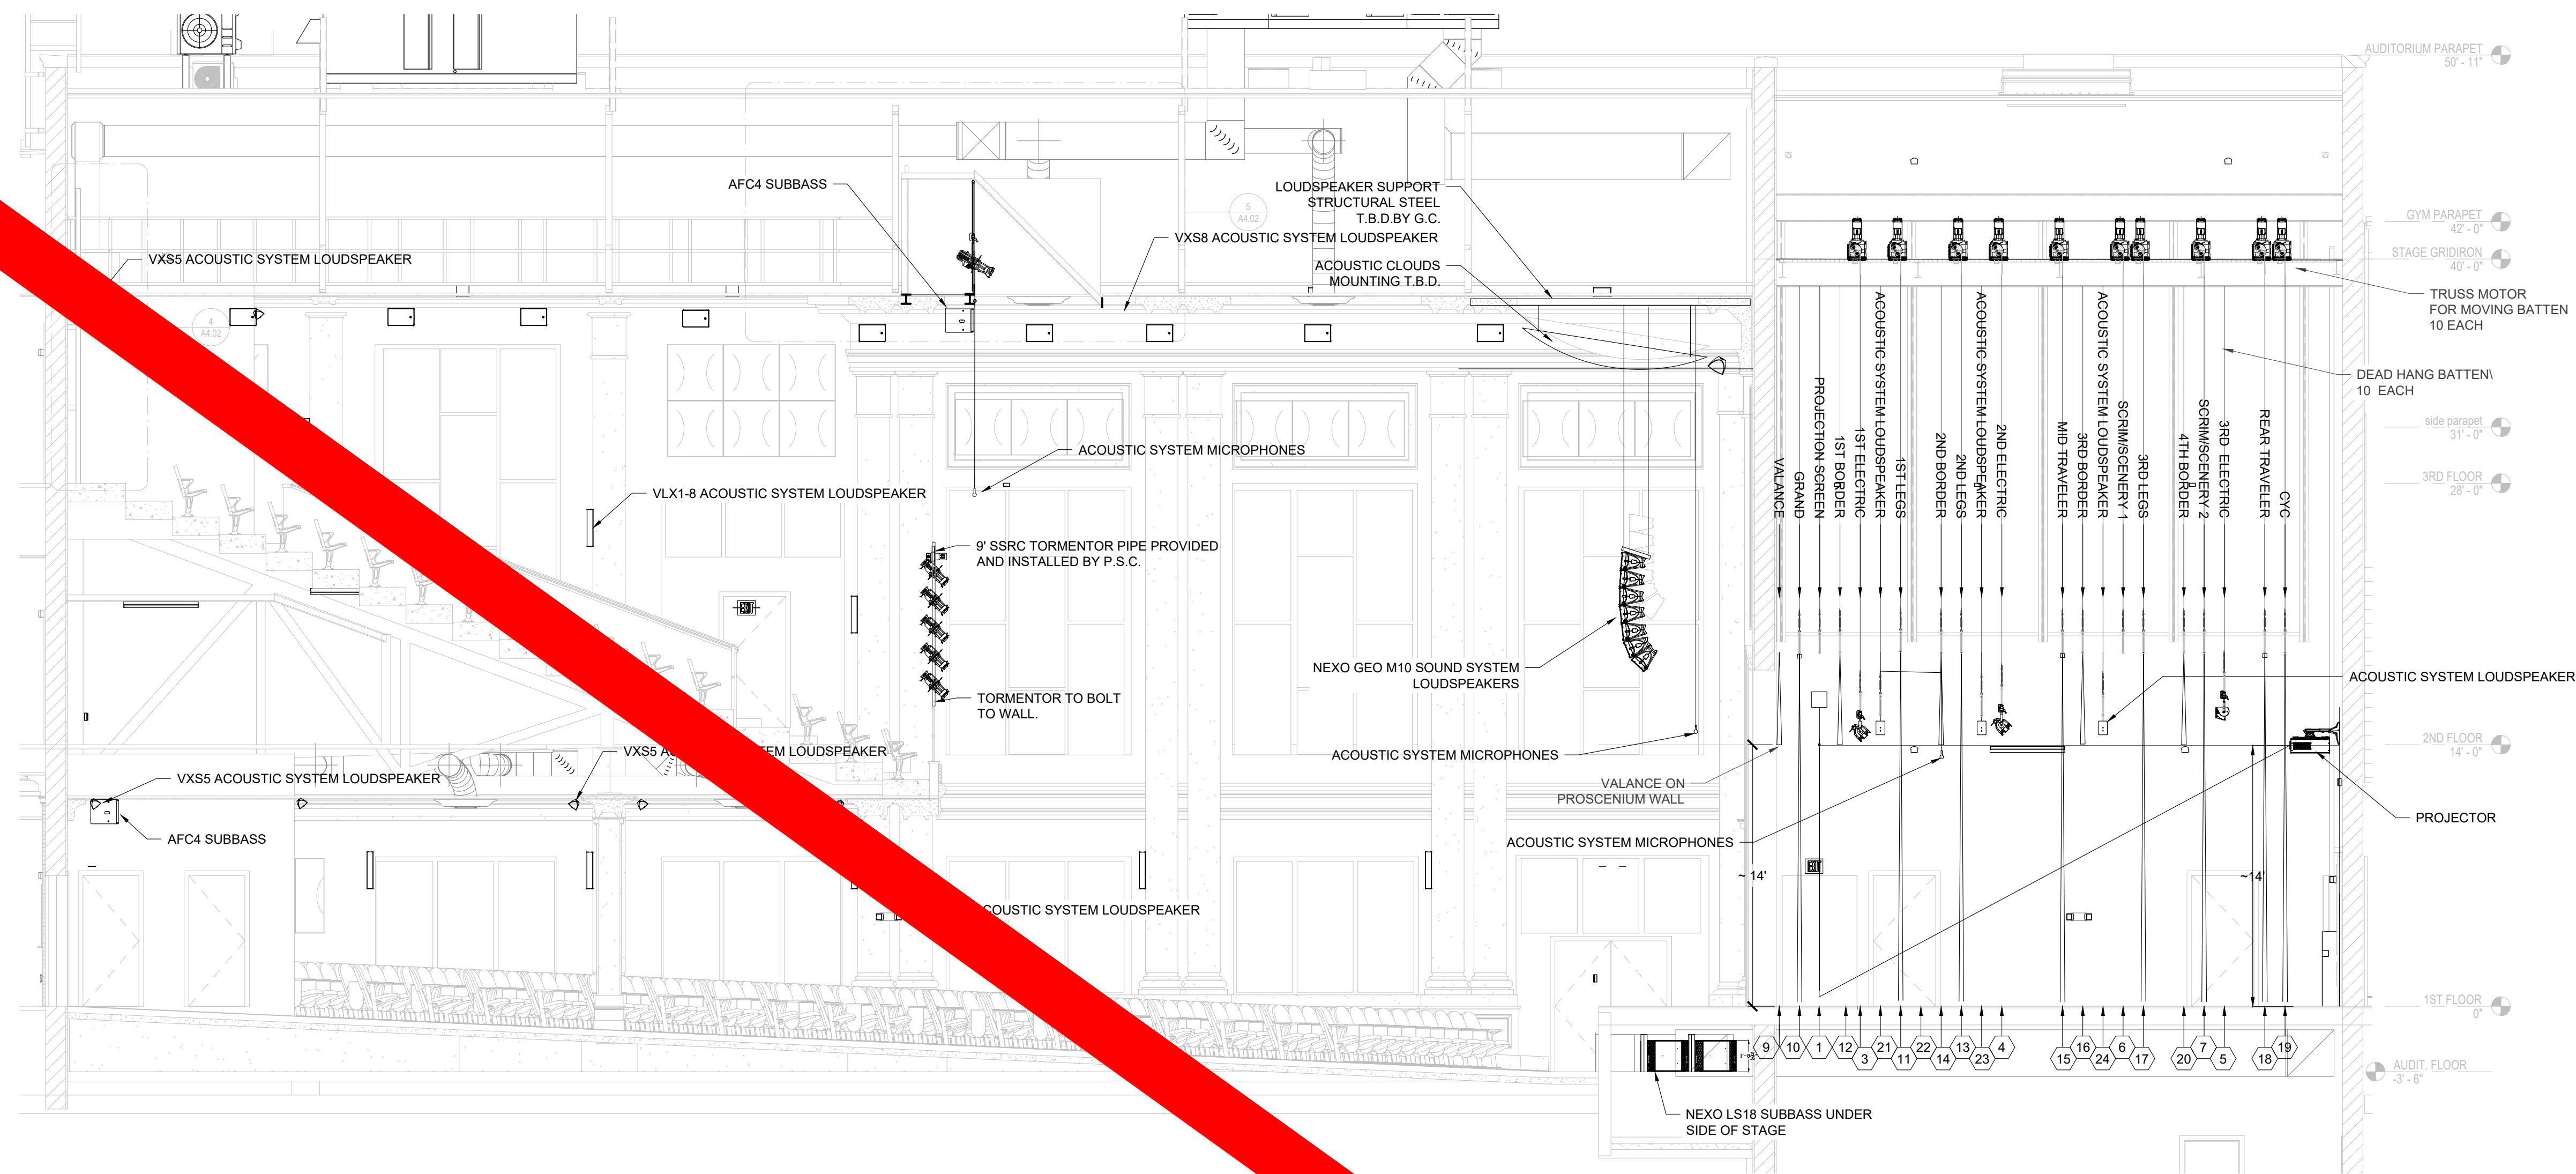 AUDITORIUM PARAPET
50' - 11"
AFC4 SUBBASS
LOUDSPEAKER SUPPORT
STRUCTURAL STEEL
T.B.D.BY G.C.
5
A4.02
GYM PARAPET
42' - 0"
VXS8 ACOUSTIC SYSTEM LOUDSPEAKER
STAGE GRIDIRON
40' - 0"
VXS5 ACOUSTIC SYSTEM LOUDSPEAKER
ACOUSTIC CLOUDS
MOUNTING T.B.D.
TRUSS MOTOR
FOR MOVING BATTEN
10 EACH
4
A4.02
DEAD HANG BATTEN\
10 EACH
side parapet
31' - 0"
ACOUSTIC SYSTEM MICROPHONES
3RD FLOOR
28' - 0"
VLX1-8 ACOUSTIC SYSTEM LOUDSPEAKER
VALANCE
GRAND
PROJECTION SCREEN
1ST BORDER
1ST ELECTRIC
ACOUSTIC SYSTEM LOUDSPEAKER
1ST LEGS
2ND BORDER
2ND LEGS
ACOUSTIC SYSTEM LOUDSPEAKER
2ND ELECTRIC
MID TRAVELER
3RD BORDER
ACOUSTIC SYSTEM LOUDSPEAKER
SCRIM/SCENERY 1
3RD LEGS
4TH BORDER
SCRIM/SCENERY 2
3RD ELECTRIC
REAR TRAVELER
CYC
9' SSRC TORMENTOR PIPE PROVIDED
AND INSTALLED BY P.S.C.
NEXO GEO M10 SOUND SYSTEM
LOUDSPEAKERS
ACOUSTIC SYSTEM LOUDSPEAKER
TORMENTOR TO BOLT
TO WALL.
2ND FLOOR
14' - 0"
VXS5 LOUDSPEAKER
ACOUSTIC SYSTEM MICROPHONES
VXS5 ACOUSTIC SYSTEM LOUDSPEAKER
VALANCE ON
PROSCENIUM WALL
PROJECTOR
AFC4 SUBBASS
ACOUSTIC SYSTEM MICROPHONES
~ 14'
~14'
SYSTEM LOUDSPEAKER
1ST FLOOR
0"
9
10
1
12
3
21
11
22
14
13
23
4
15
16
24
6
17
20
7
5
18
19
AUDIT. FLOOR
-3' - 6"
NEXO LS18 SUBBASS UNDER
SIDE OF STAGE